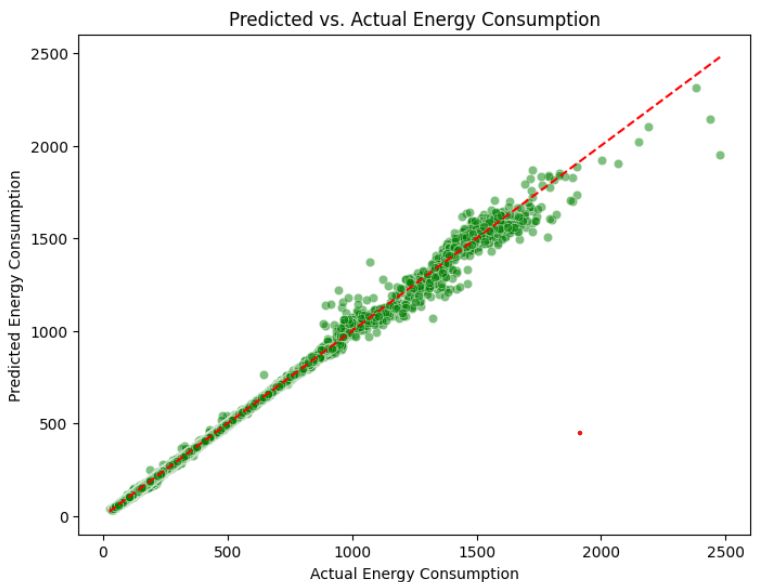 Predicted vs. Actual Energy Consumption
2500
2000
1500
1000
500
0
Predicted Energy Consumption
0 500 1000 1500 2000 2500
Actual Energy Consumption